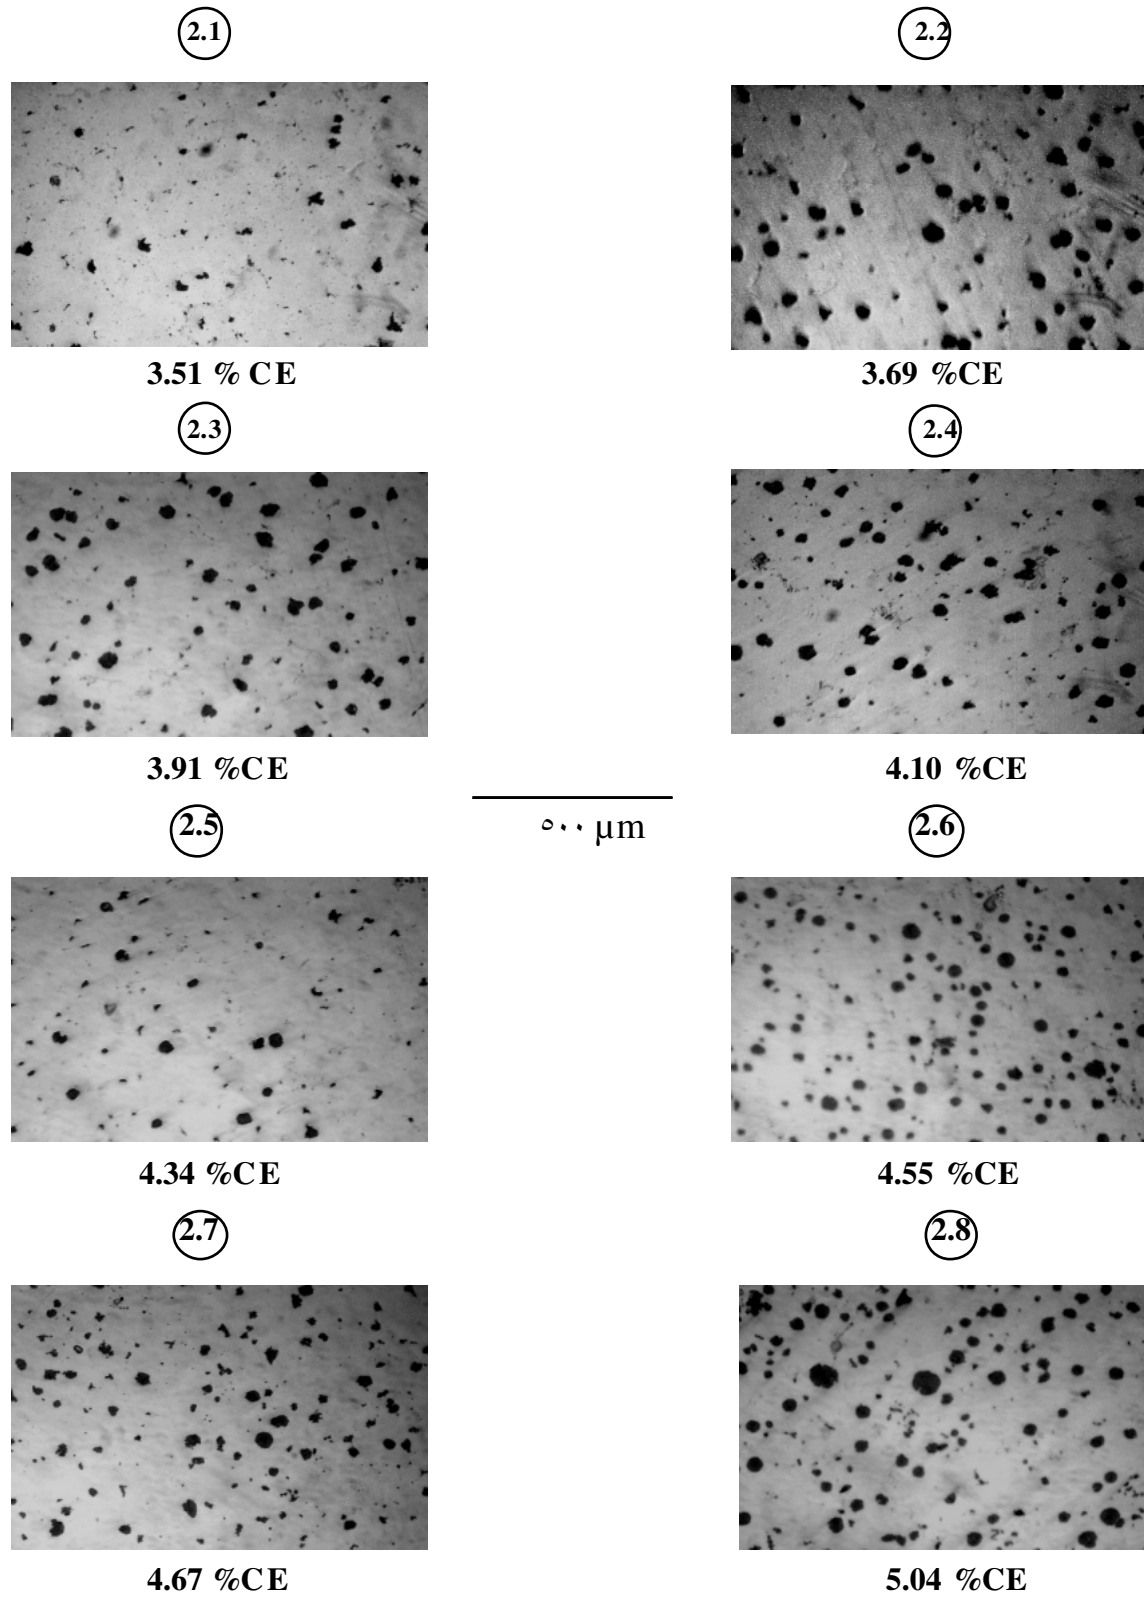 2.1
2.2
3.51 % CE
3.69 %CE
2.3
2.4
3.91 %CE
4.10 %CE
٥٠٠ µm
2.5
2.6
4.34 %CE
4.55 %CE
2.7
2.8
4.67 %CE
5.04 %CE